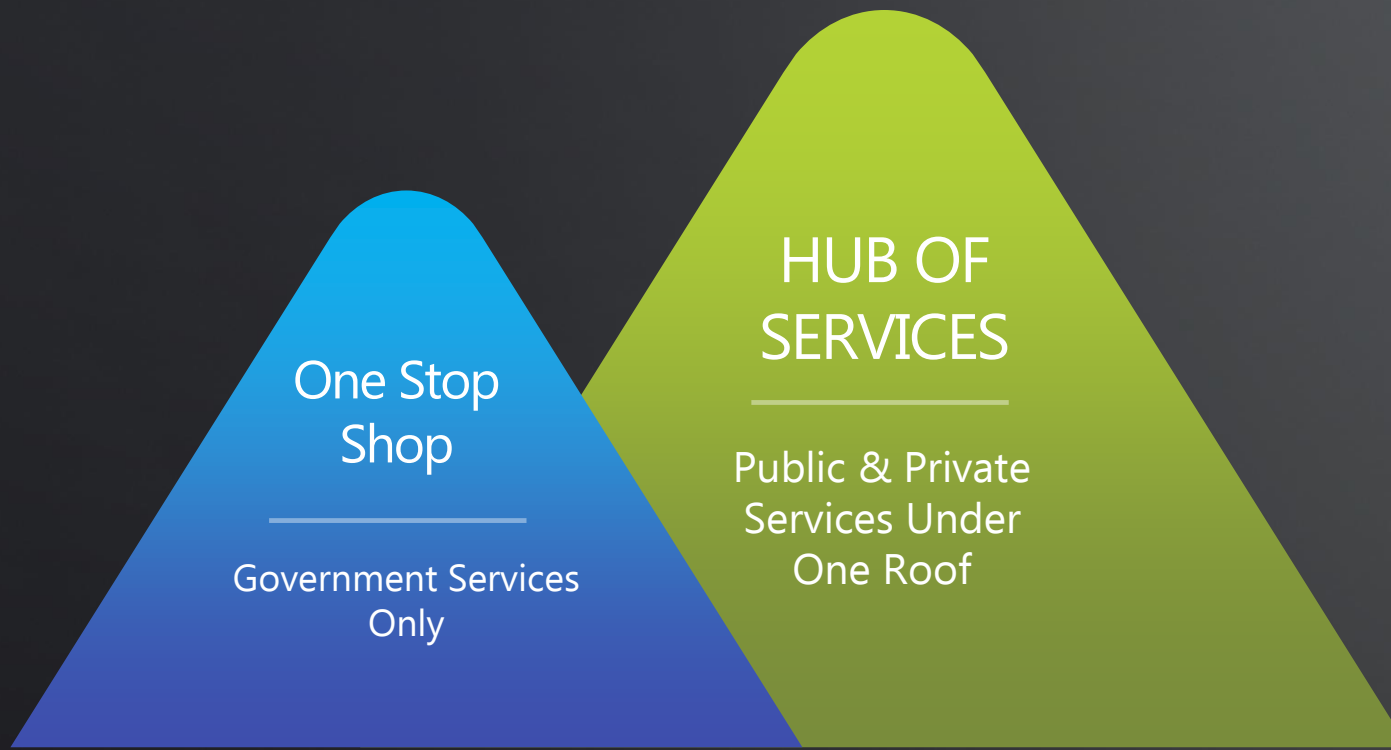 One Stop
Shop
Government Services
Only
HUB OF
SERVICES
Public & Private
Services Under
One Roof